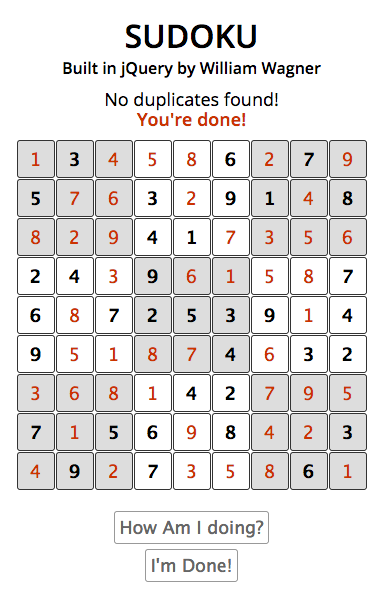 SUDOKU
Built in jQuery by William Wagner
No duplicates found!
You're done!
1 3 4 5 8 6 2 7 9
5 7 6 3 2 9 1 4 8
8 2 9 4 1 7 3 5 6
2 4 3 9 6 1 5 8 7
6 8 7 2 5 3 9 1 4
9 5 1 8 7 4 6 3 2
3 6 8 1 4 2 7 9 5
7 1 5 6 9 8 4 2 3
4 9 2 7 3 5 8 6 1
How Am I doing?
I'm Done!